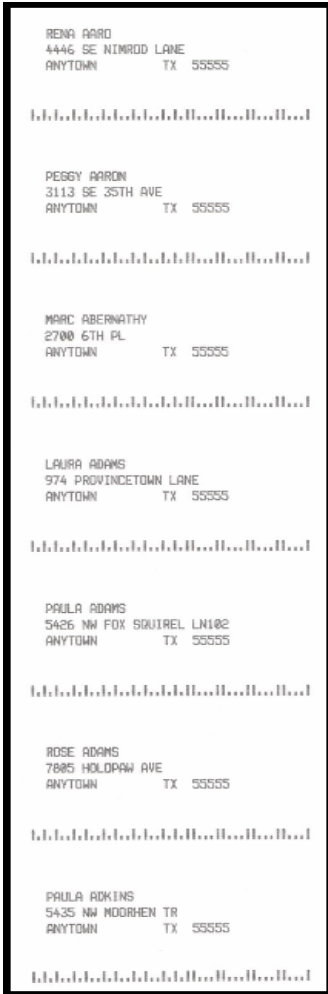 RENA AARO
4446 SE NIMROD LANE
ANYTOWN TX 55555
PEGGY AARON
3113 SE 35TH AVE
ANYTOWN TX 55555
MARC ABERNATHY
2700 6TH PL
ANYTOWN TX 55555
LAURA ADAMS
974 PROVINCETOWN LANE
ANYTOWN TX 55555
PAULA ADAMS
5426 NW FOX SQUIREL LN102
ANYTOWN TX 55555
ROSE ADAMS
7805 HOLOPAW AVE
ANYTOWN TX 55555
PAULA ADKINS
5435 NW MOORHEN TR
ANYTOWN TX 55555